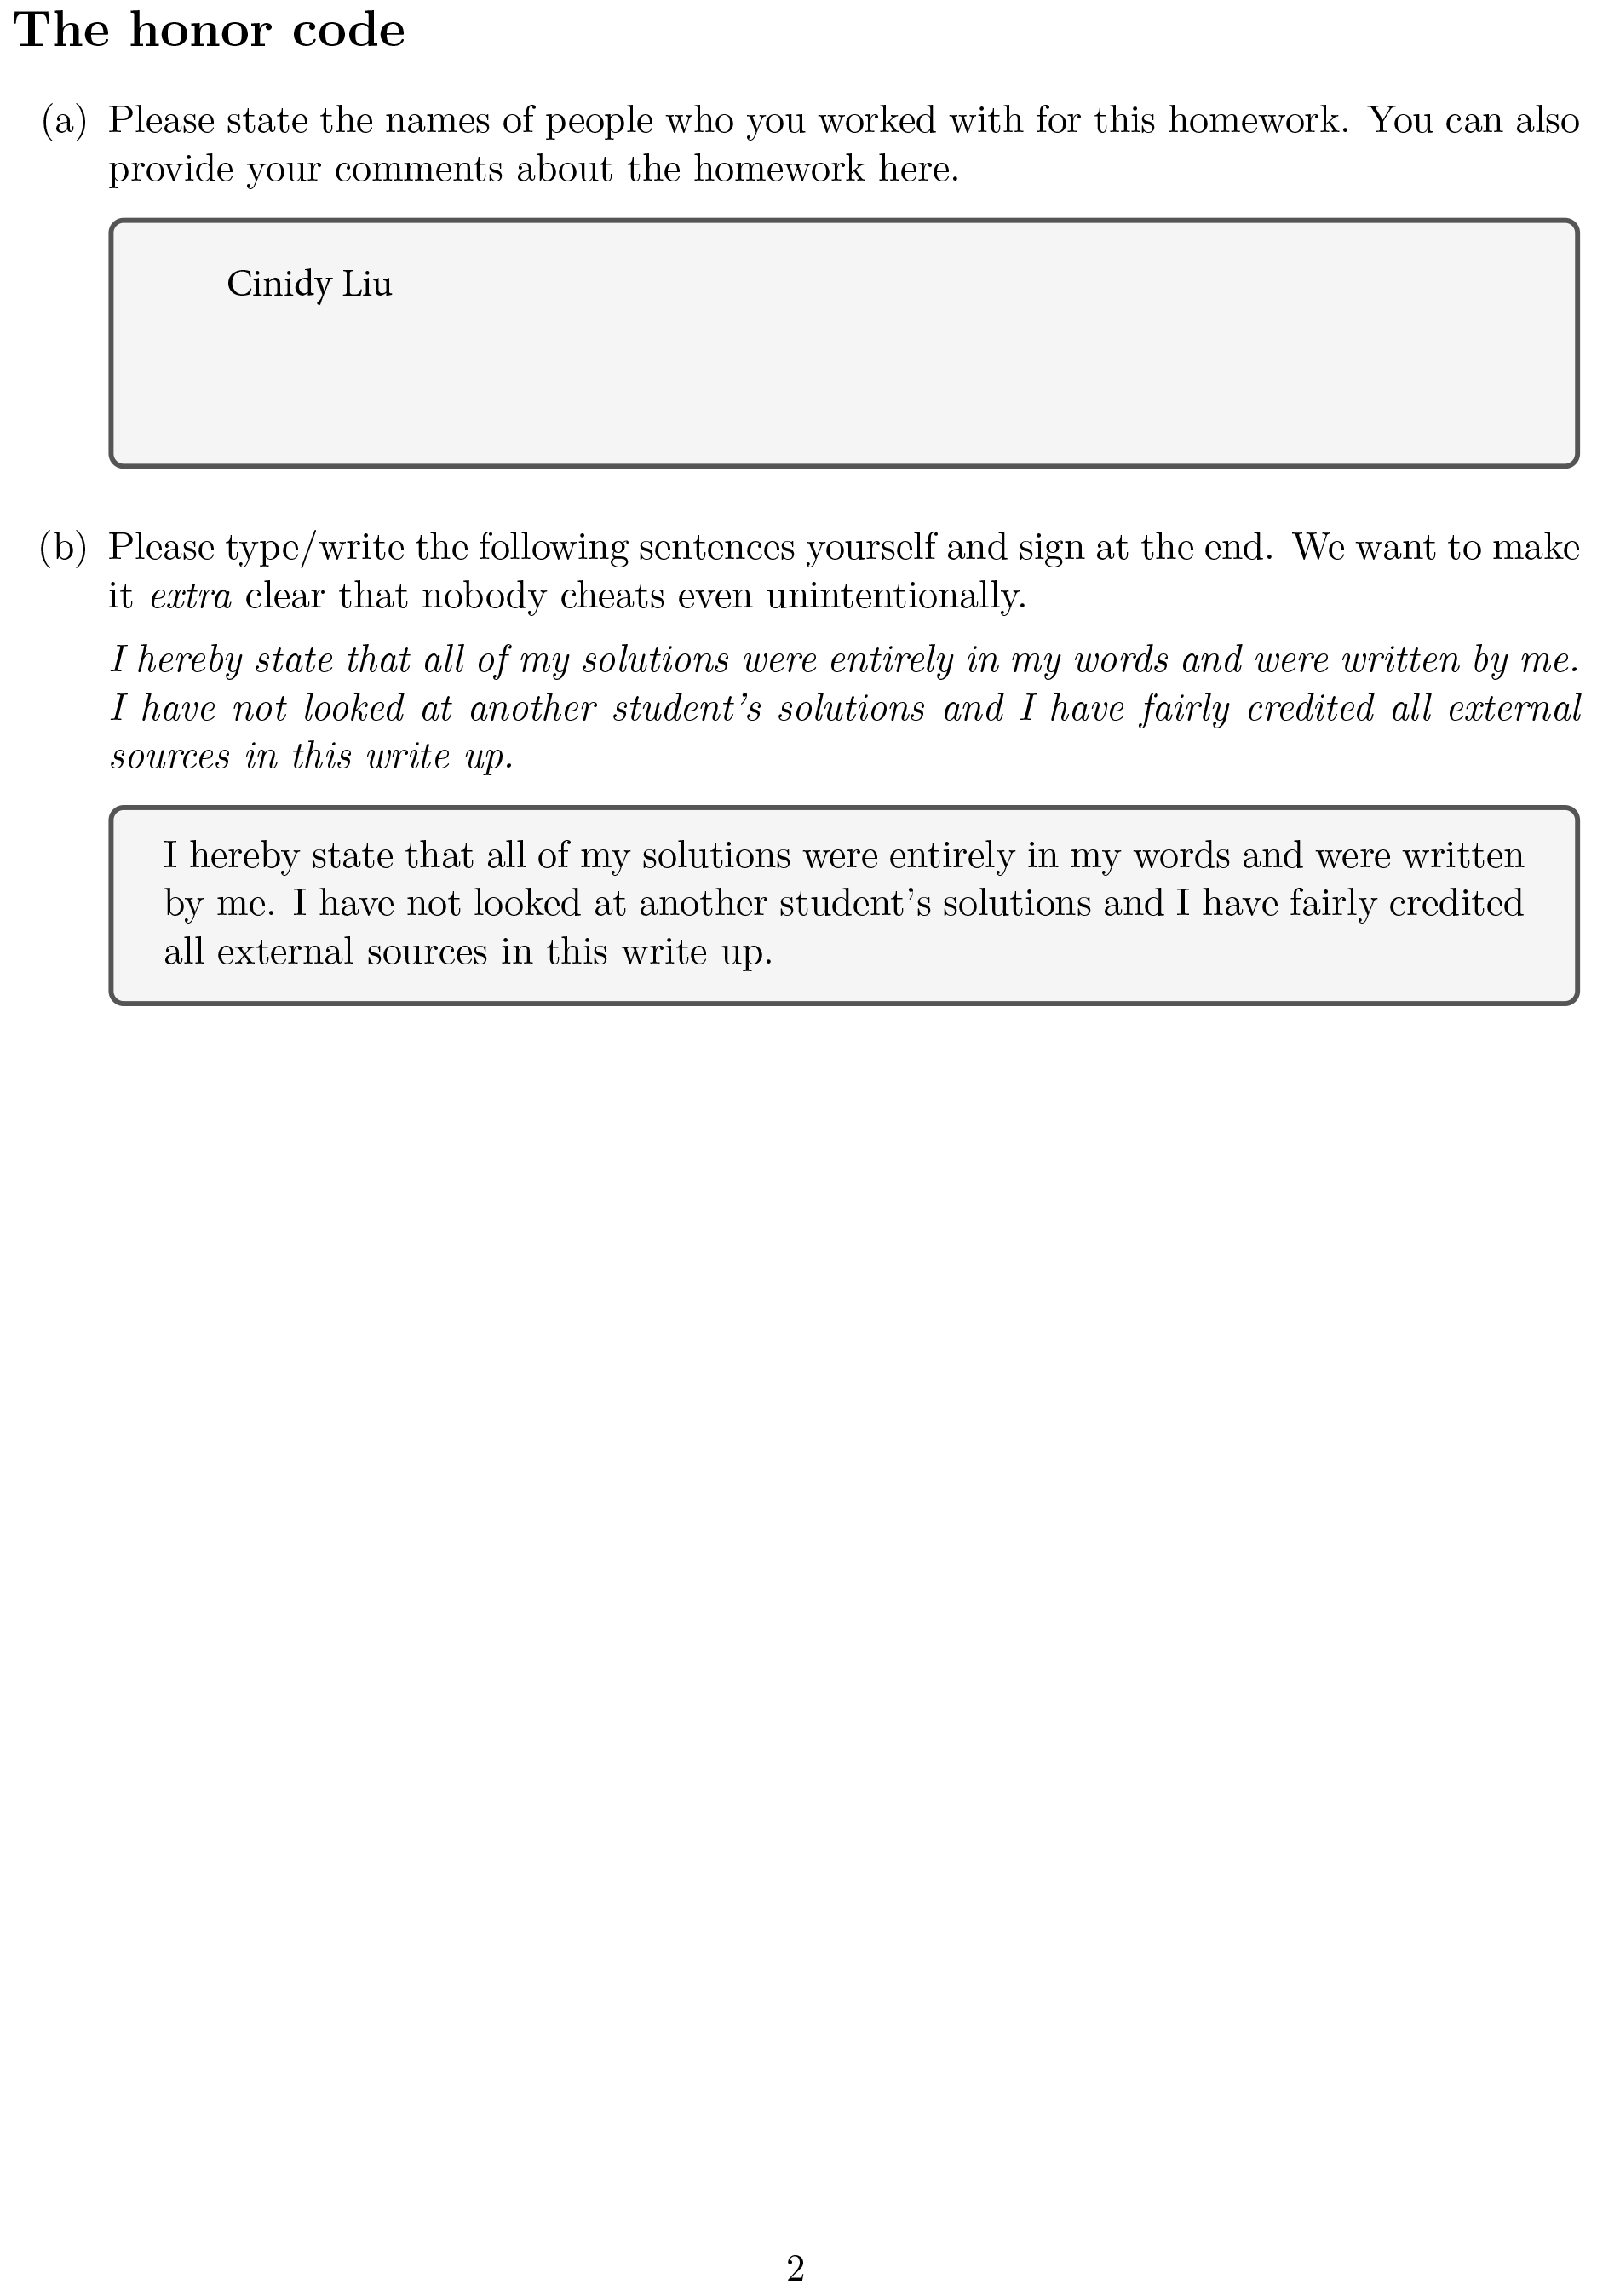 The honor code
(a) Please state the names of people who you worked with for this homework. You can also
provide your comments about the homework here.
Cinidy Liu
(b) Please type/write the following sentences yourself and sign at the end. We want to make
it extra clear that nobody cheats even unintentionally.
I hereby state that all of my solutions were entirely in my words and were written by me.
I have not looked at another student's solutions and I have fairly credited all external
sources in this write up.
I hereby state that all of my solutions were entirely in my words and were written
by me. I have not looked at another student's solutions and I have fairly credited
all external sources in this write up.
2